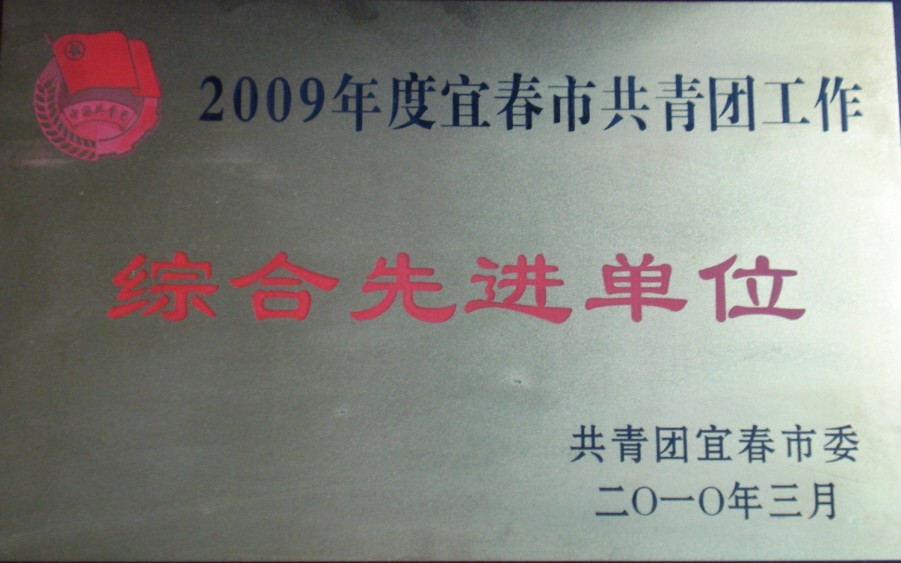 2009年度宜春市共青团工作
综合先进单位
共青团宜春市委
二〇一〇年三月